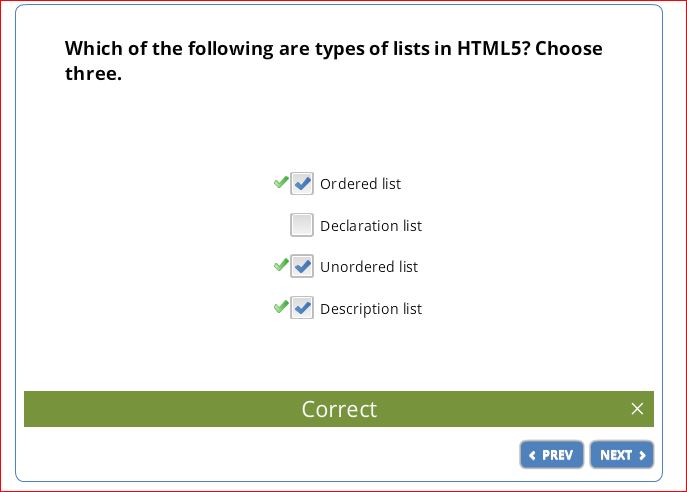 Which of the following are types of lists in HTML5? Choose
three.
Ordered list
Declaration list
Unordered list
Description list
Correct
PREV
NEXT